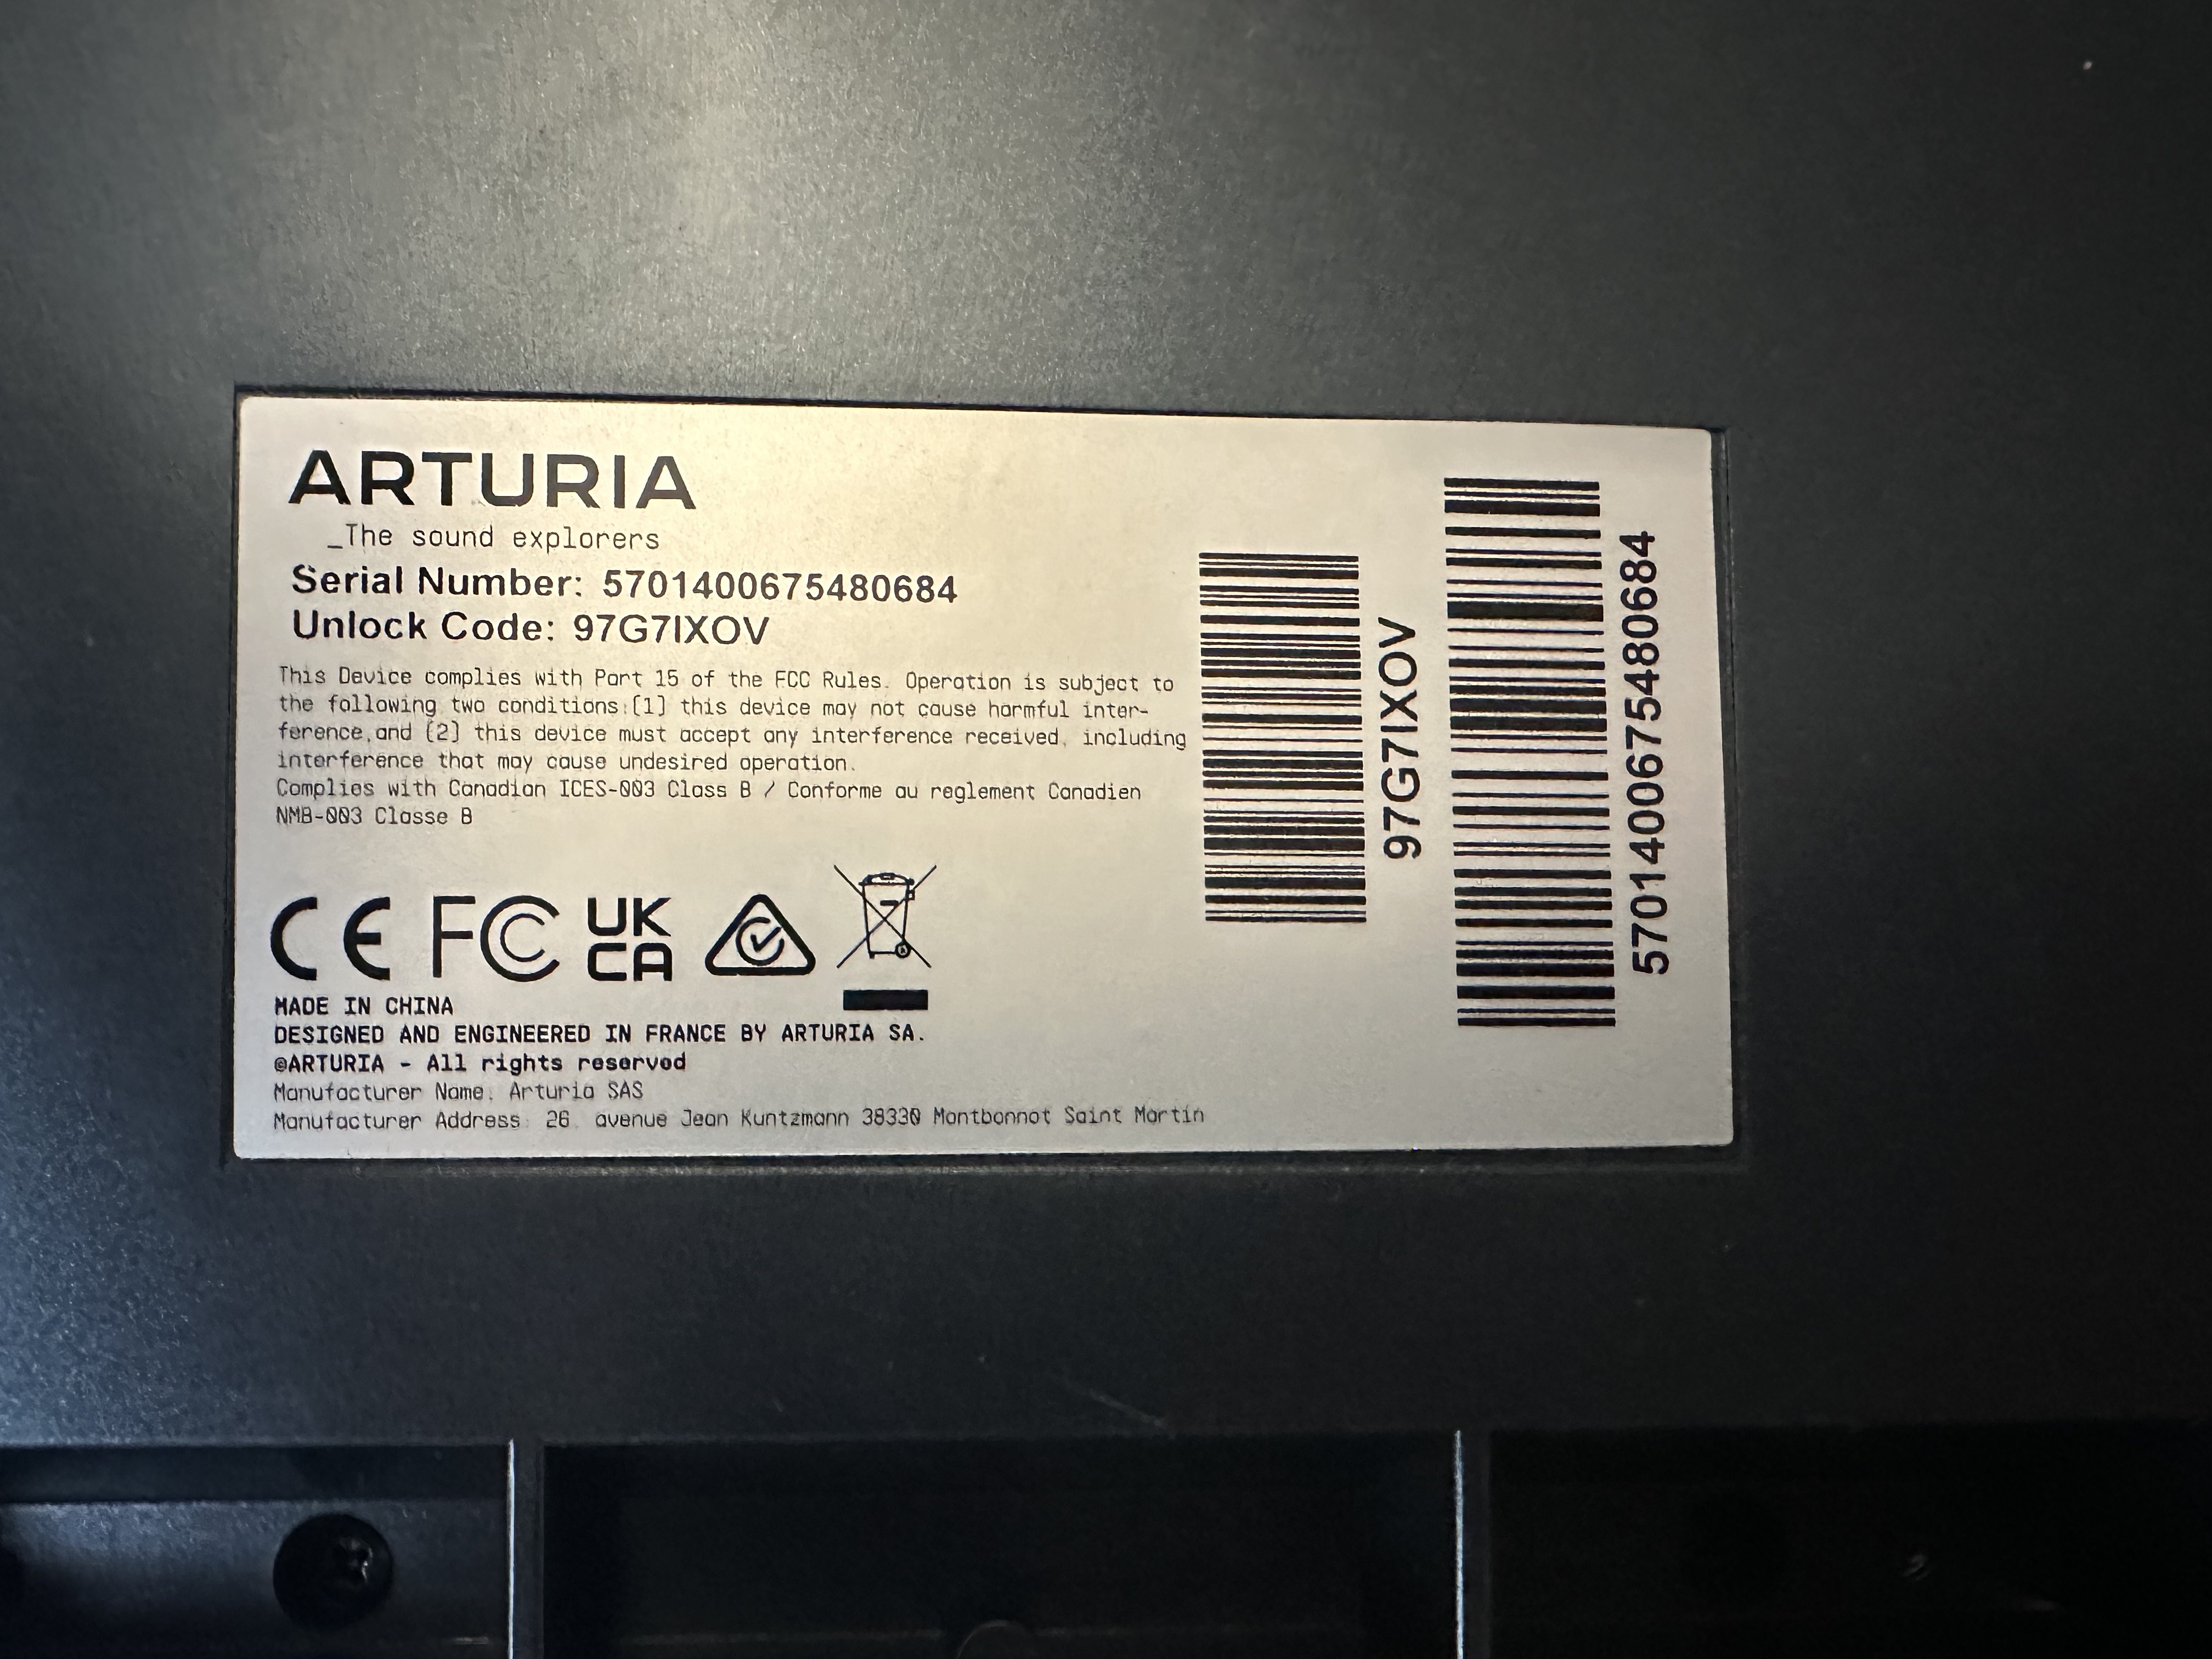 ARTURIA
_The sound explorers
Serial Number: 5701400675480684
Unlock Code: 97G7IXOV
This Device complies with Part 15 of the FCC Rules. Operation is subject to
the following two conditions:(1) this device may not cause harmful inter-
ference,and (2) this device must accept any interference received, including
interference that may cause undesired operation.
Complies with Canadian ICES-003 Class B / Conforme au reglement Canadien
NMB-003 Classe B
CE FC UK
CA
MADE IN CHINA
DESIGNED AND ENGINEERED IN FRANCE BY ARTURIA SA.
©ARTURIA - All rights reserved
Manufacturer Name: Arturia SAS
Manufacturer Address: 26, avenue Jean Kuntzmann 38330 Montbonnot Saint Martin
97G7IXOV
5701400675480684